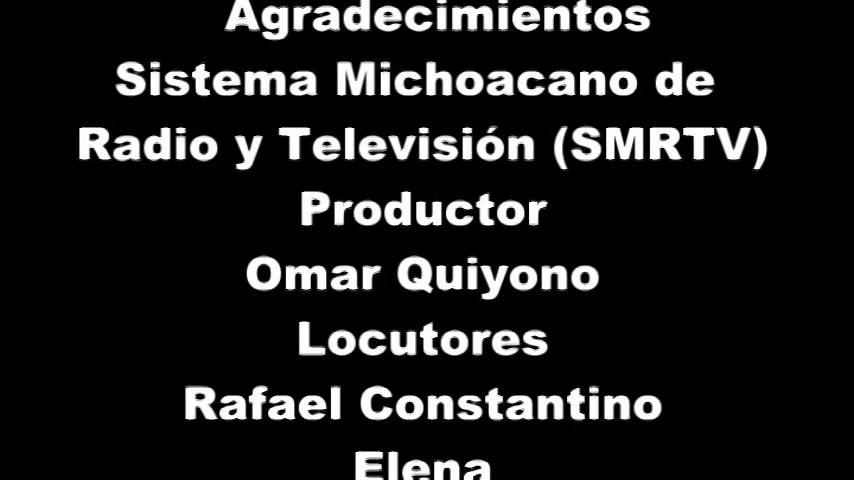 Agradecimientos
Sistema Michoacano de
Radio y Televisión (SMRTV)
Productor
Omar Quiyono
Locutores
Rafael Constantino
Elena